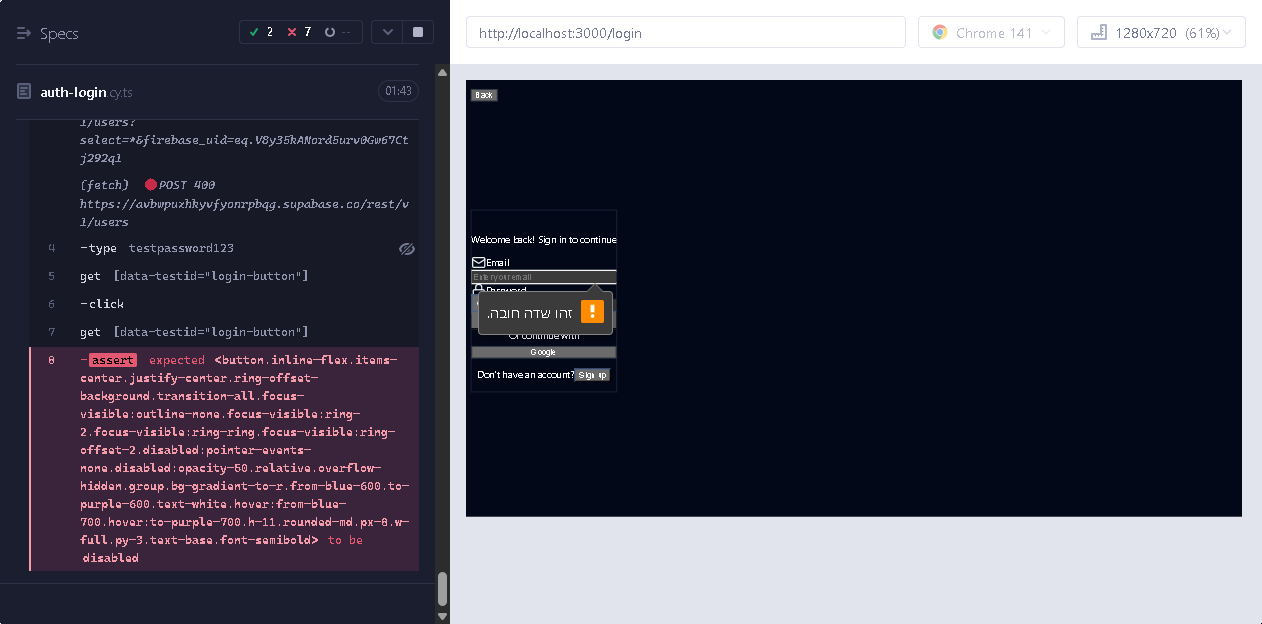 Specs
2
7
--
auth-login.cy.ts
01:43
1/users?
select=*&firebase_uid=eq.V8y35kANord5urv0Gw67Ct
j292q1
(fetch) POST 400
https://avbwpuxhkyvfyonrpbqg.supabase.co/rest/v
1/users
4 -type testpassword123
5 get [data-testid="login-button"]
6 -click
7 get [data-testid="login-button"]
8 -assert expected <button.inline-flex.items-
center.justify-center.ring-offset-
background.transition-all.focus-
visible:outline-none.focus-visible:ring-
2.focus-visible:ring-ring.focus-visible:ring-
offset-2.disabled:pointer-events-
none.disabled:opacity-50.relative.overflow-
hidden.group.bg-gradient-to-r.from-blue-600.to-
purple-600.text-white.hover:from-blue-
700.hover:to-purple-700.h-11.rounded-md.px-8.w-
full.py-3.text-base.font-semibold> to be
disabled
http://localhost:3000/login
Chrome 141
1280x720 (61%)
Back
Welcome back! Sign in to continue
Email
Enter your email
Password
זהו שדה חובה.
Or continue with
Google
Don't have an account? Sign up